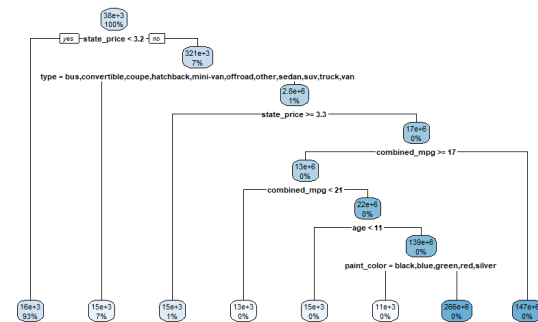 38e+3
100%
yes state_price < 3.2 no
321e+3
7%
type = bus,convertible,coupe,hatchback,mini-van,offroad,other,sedan,suv,truck,van
2.8e+6
1%
state_price >= 3.3
17e+6
0%
combined_mpg >= 17
13e+6
0%
combined_mpg < 21
22e+6
0%
age < 11
139e+6
0%
paint_color = black,blue,green,red,silver
16e+3 15e+3 15e+3 13e+3 15e+3 11e+3 266e+6 147e+6
93% 7% 1% 0% 0% 0% 0% 0%